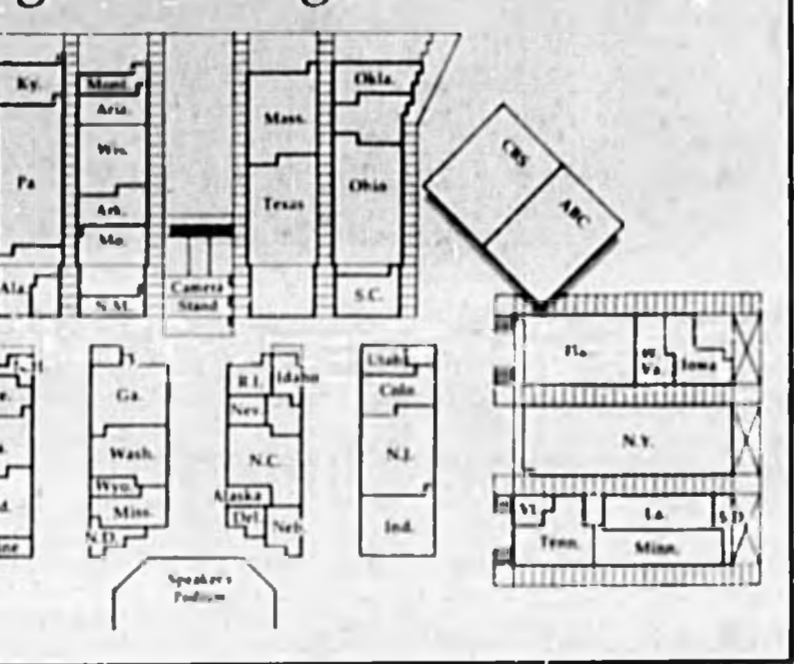 Ky.
Mont.
Okla.
Ariz.
Mass.
Wis.
CBS
Pa
Ohio
Ark.
Texas
ABC
Mo.
Ala.
Camera
Stand
N.M.
S.C.
Fla.
W.
Va.
Iowa
Utah
R.I.
Idaho
Ga.
Colo.
Nev.
N.Y.
Wash.
N.C.
N.J.
Wyo.
Alaska
Miss.
Del.
Neb.
Ind.
Vt.
La.
S.D.
N.D.
Tenn.
Minn.
Speaker's
Podium